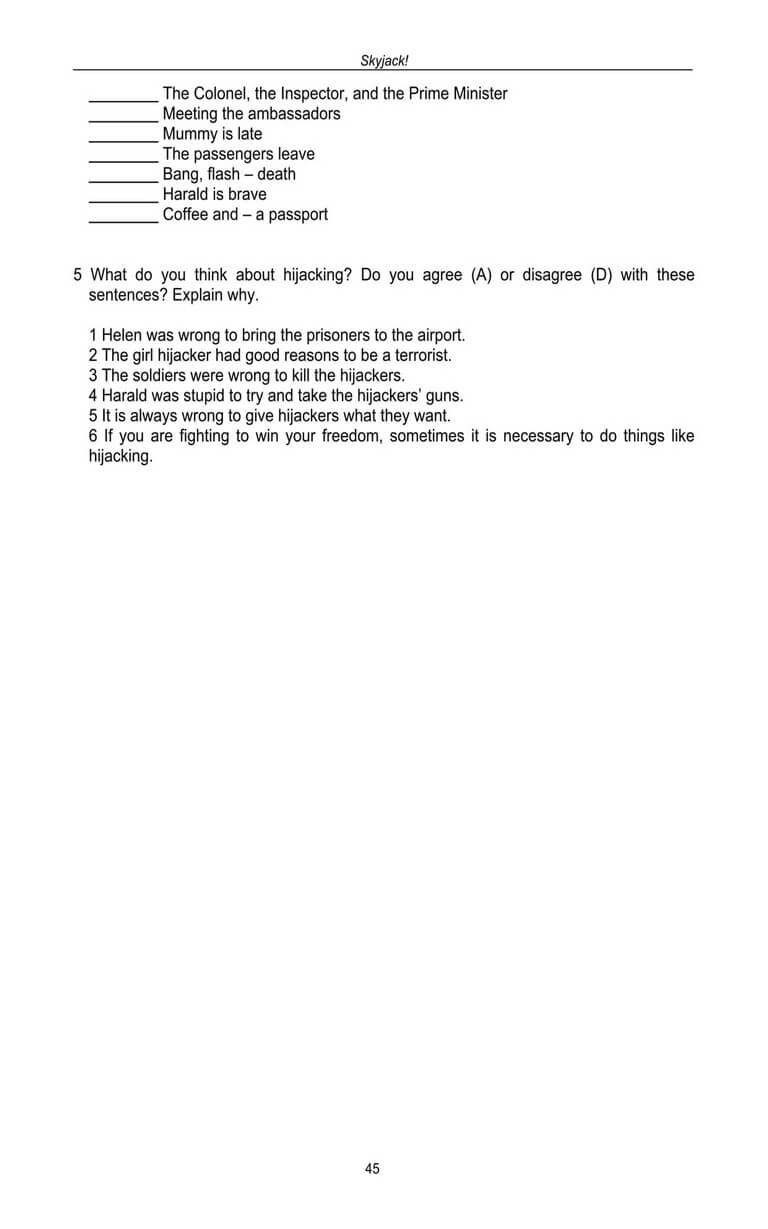 Skyjack!
________ The Colonel, the Inspector, and the Prime Minister
________ Meeting the ambassadors
________ Mummy is late
________ The passengers leave
________ Bang, flash – death
________ Harald is brave
________ Coffee and – a passport
5 What do you think about hijacking? Do you agree (A) or disagree (D) with these
sentences? Explain why.
1 Helen was wrong to bring the prisoners to the airport.
2 The girl hijacker had good reasons to be a terrorist.
3 The soldiers were wrong to kill the hijackers.
4 Harald was stupid to try and take the hijackers’ guns.
5 It is always wrong to give hijackers what they want.
6 If you are fighting to win your freedom, sometimes it is necessary to do things like
hijacking.
45